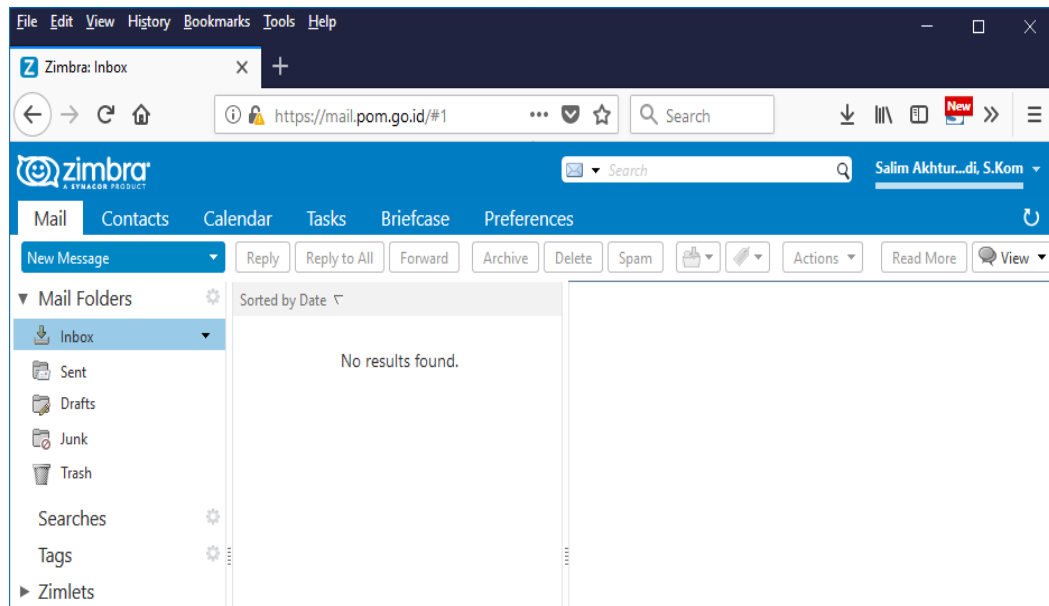 File Edit View History Bookmarks Tools Help
Zimbra: Inbox
https://mail.pom.go.id/#1
Search
New
zimbra
A SYNACOR PRODUCT
Search
Salim Akhtur...di, S.Kom
Mail Contacts Calendar Tasks Briefcase Preferences
New Message Reply Reply to All Forward Archive Delete Spam Actions Read More View
Mail Folders
Sorted by Date
Inbox
No results found.
Sent
Drafts
Junk
Trash
Searches
Tags
Zimlets